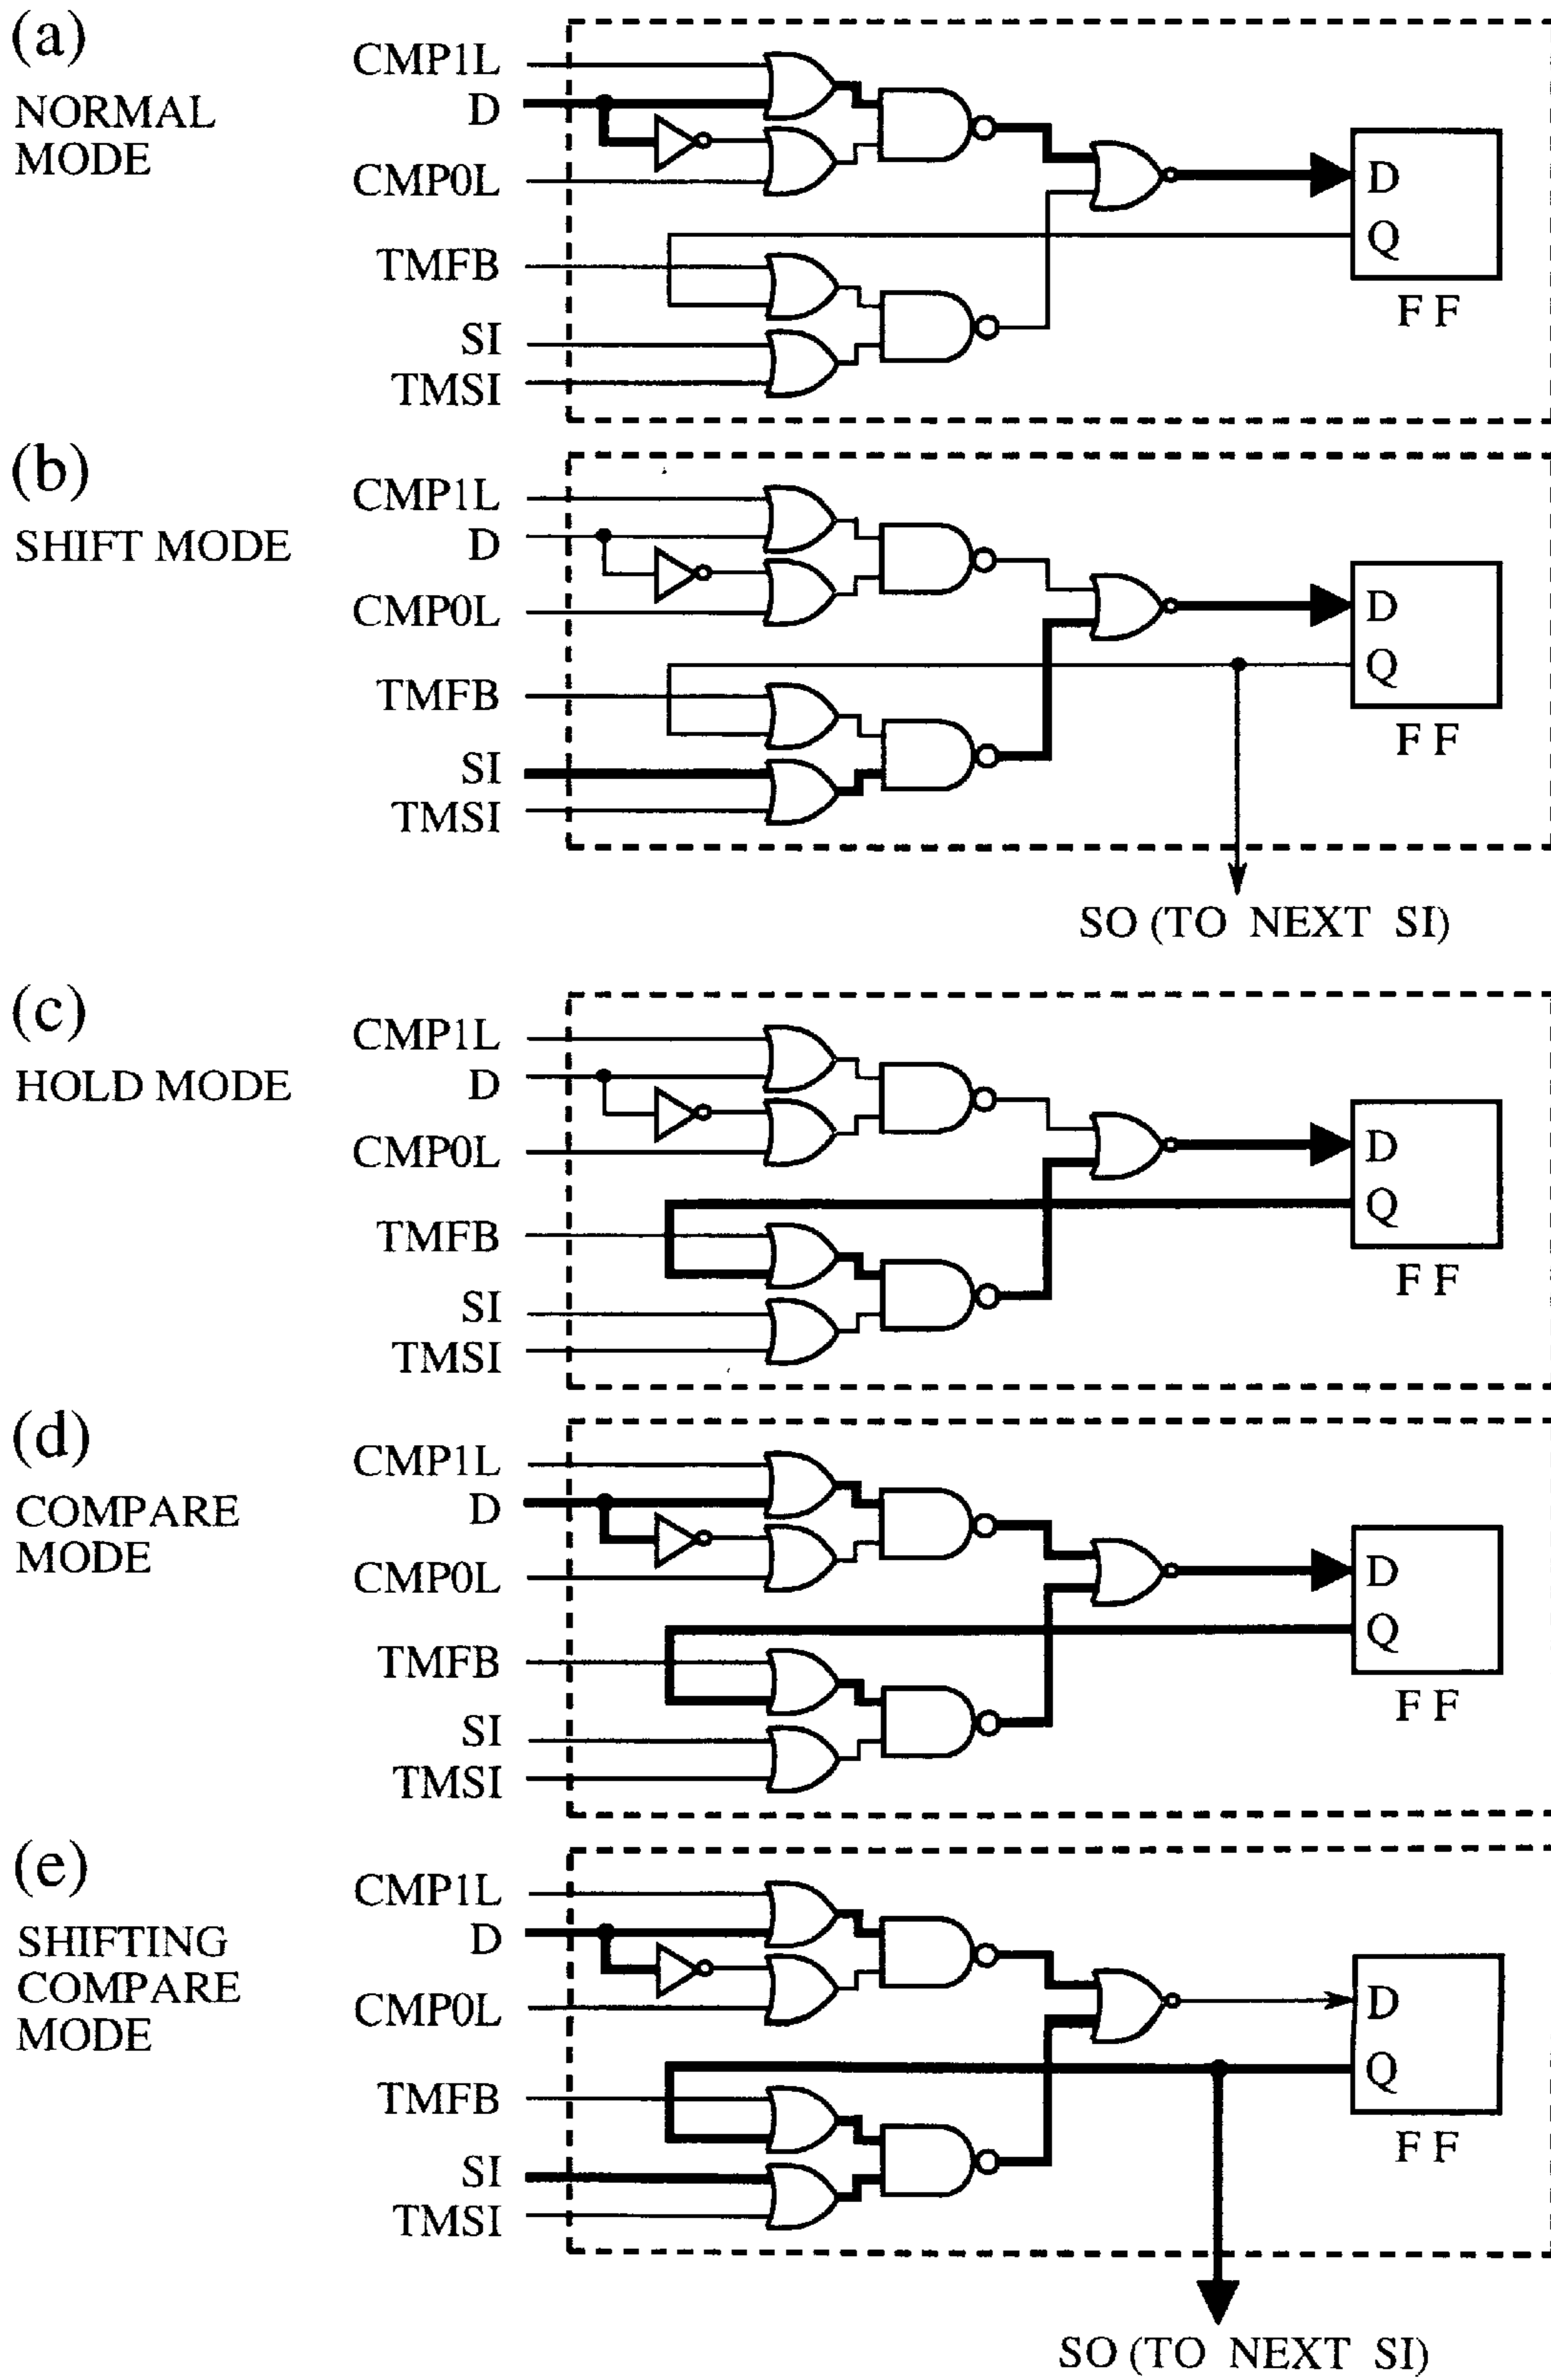 (a)
NORMAL
MODE
CMP1L
D
CMP0L
TMFB
SI
TMSI
D
Q
F F
(b)
SHIFT MODE
CMP1L
D
CMP0L
TMFB
SI
TMSI
D
Q
F F
SO (TO NEXT SI)
(c)
HOLD MODE
CMP1L
D
CMP0L
TMFB
SI
TMSI
D
Q
F F
(d)
COMPARE
MODE
CMP1L
D
CMP0L
TMFB
SI
TMSI
D
Q
F F
(e)
SHIFTING
COMPARE
MODE
CMP1L
D
CMP0L
TMFB
SI
TMSI
D
Q
F F
SO (TO NEXT SI)